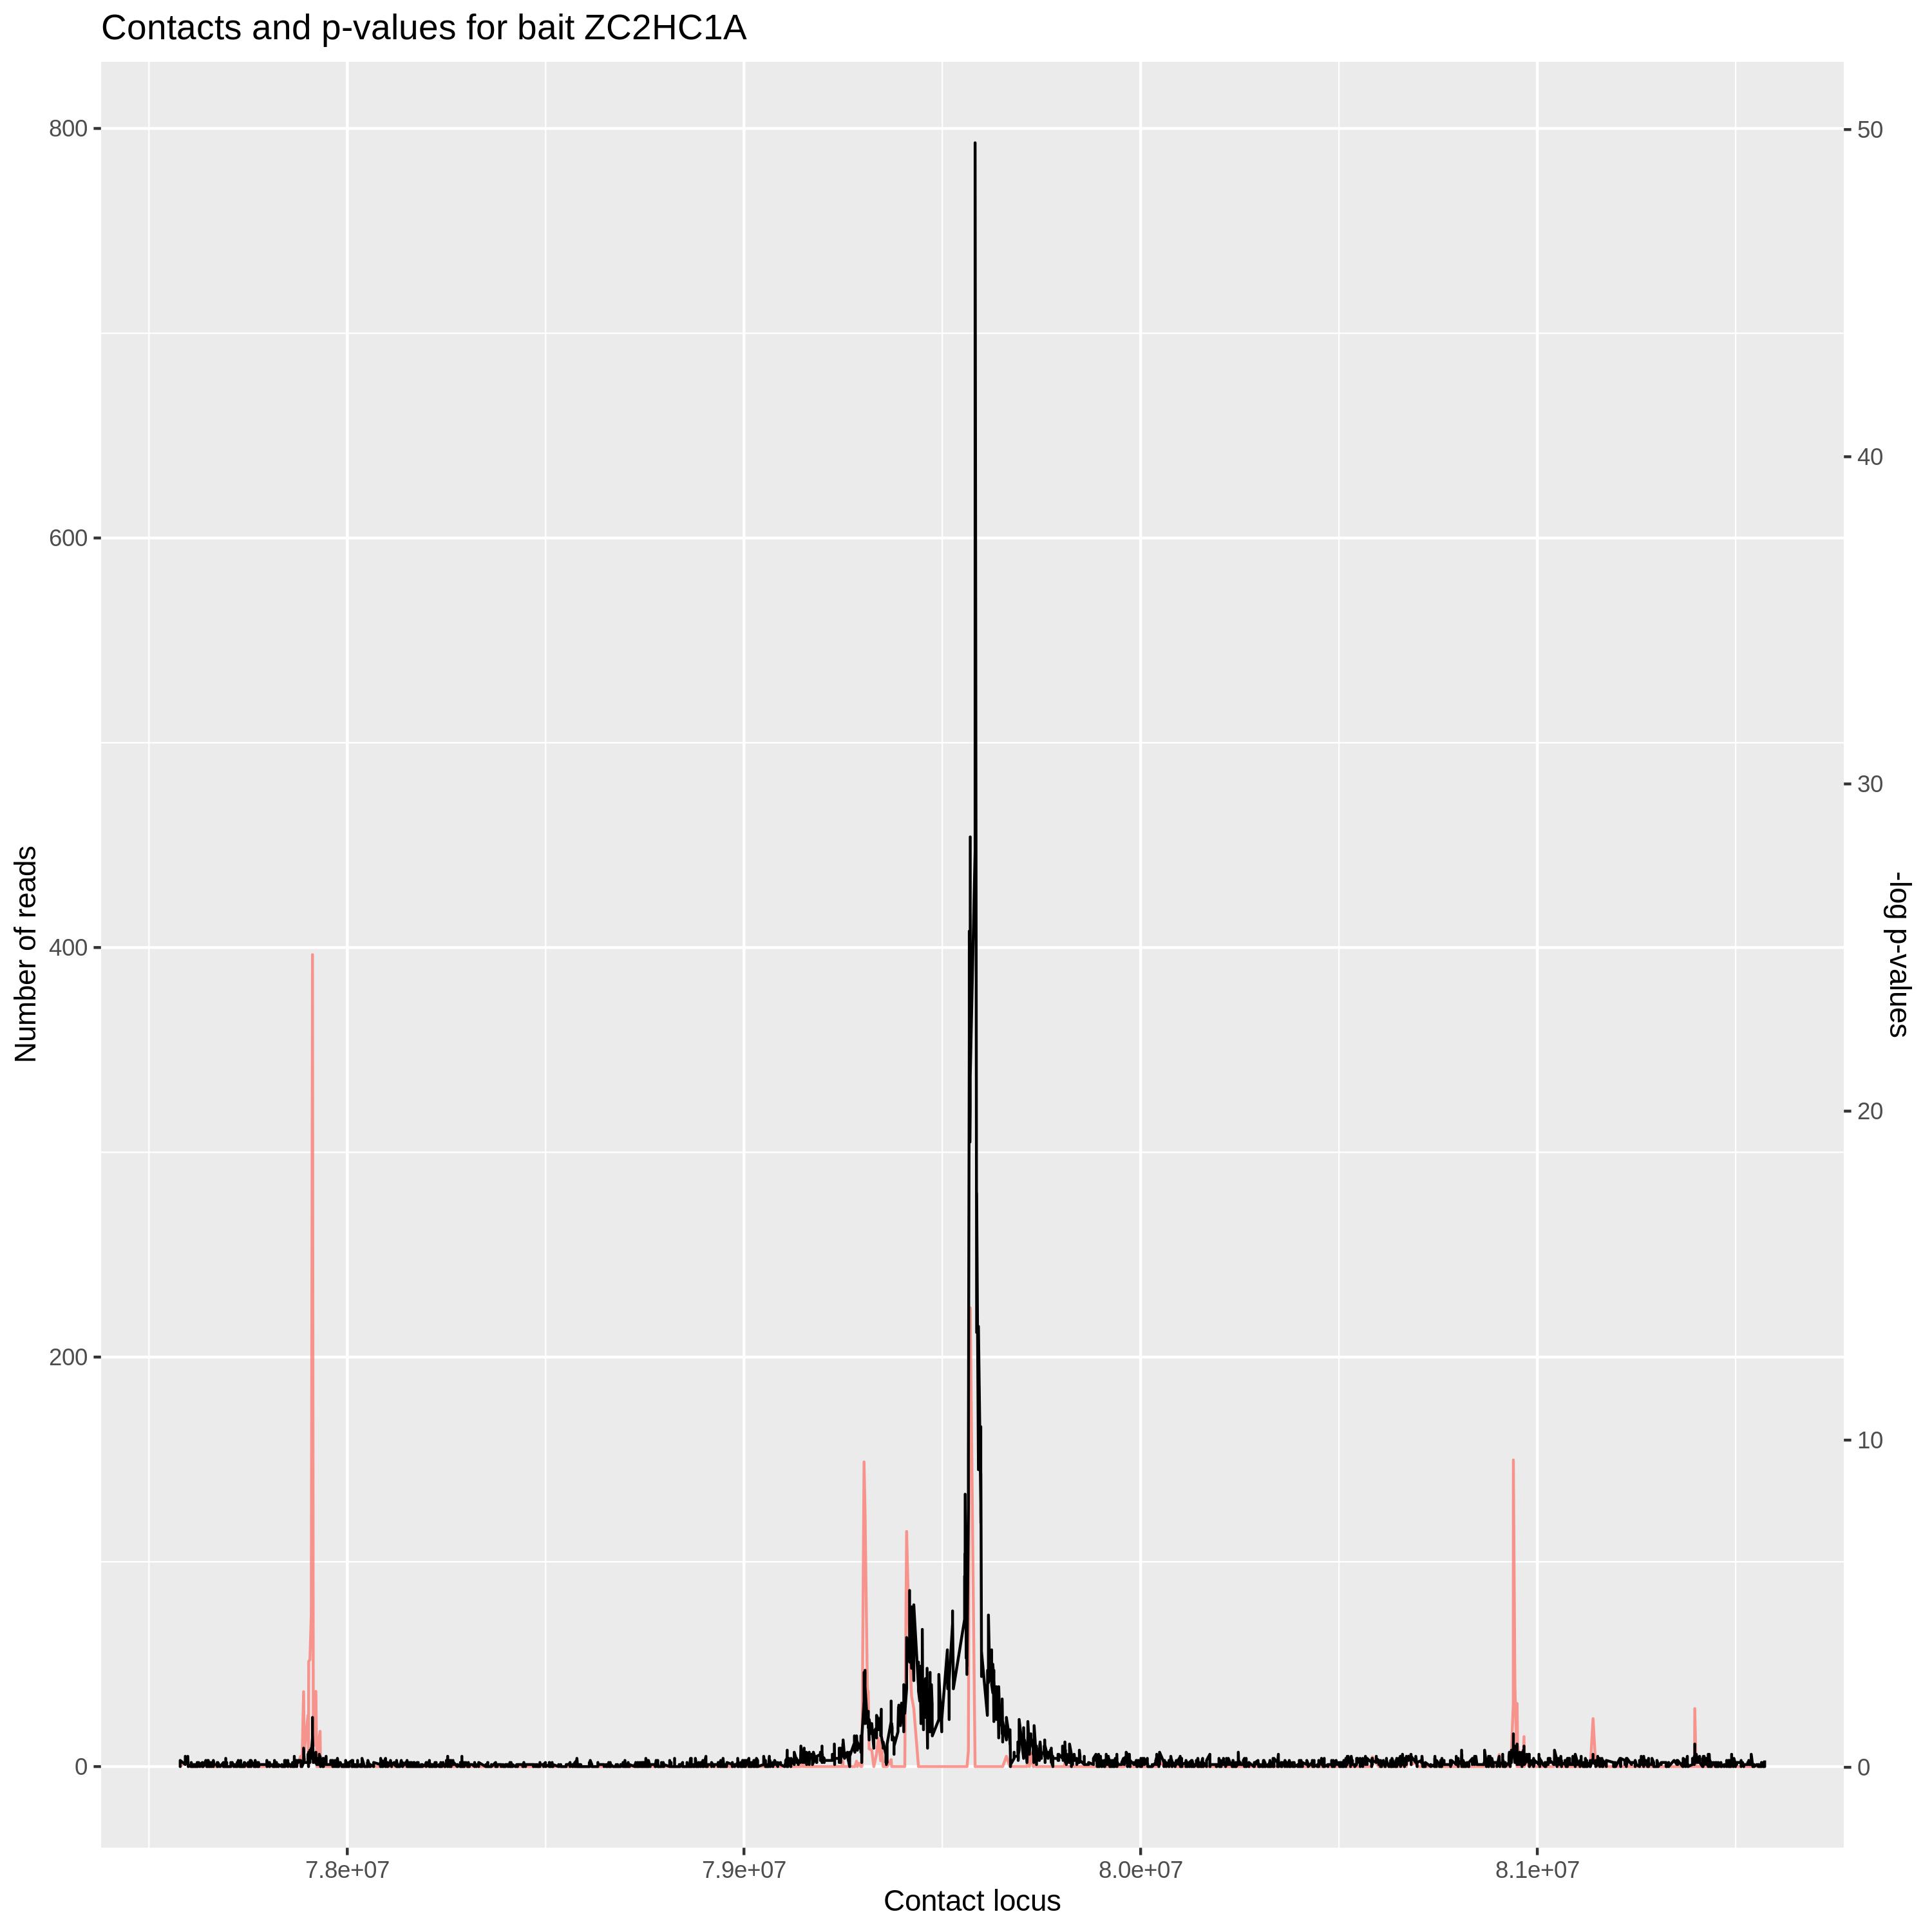 Contacts and p-values for bait ZC2HC1A
800
600
400
200
0
Number of reads
50
40
30
20
10
0
-log p-values
7.8e+07
7.9e+07
8.0e+07
8.1e+07
Contact locus